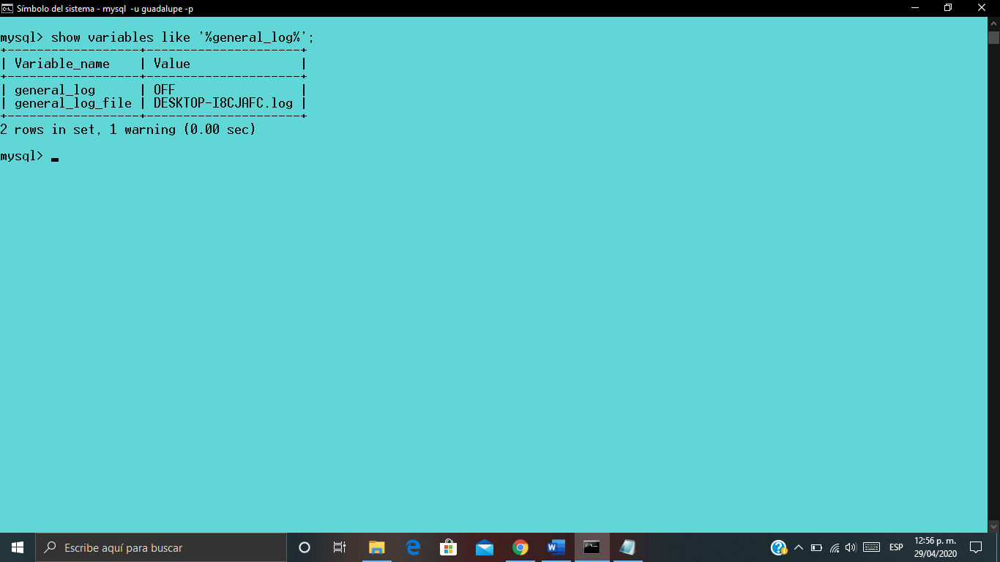 Símbolo del sistema - mysql  -u guadalupe -p
mysql> show variables like '%general_log%';
+------------------+---------------------+
| Variable_name    | Value               |
+------------------+---------------------+
| general_log      | OFF                 |
| general_log_file | DESKTOP-I8CJAFC.log |
+------------------+---------------------+
2 rows in set, 1 warning (0.00 sec)
mysql>
Escribe aquí para buscar
ESP
12:56 p. m.
29/04/2020